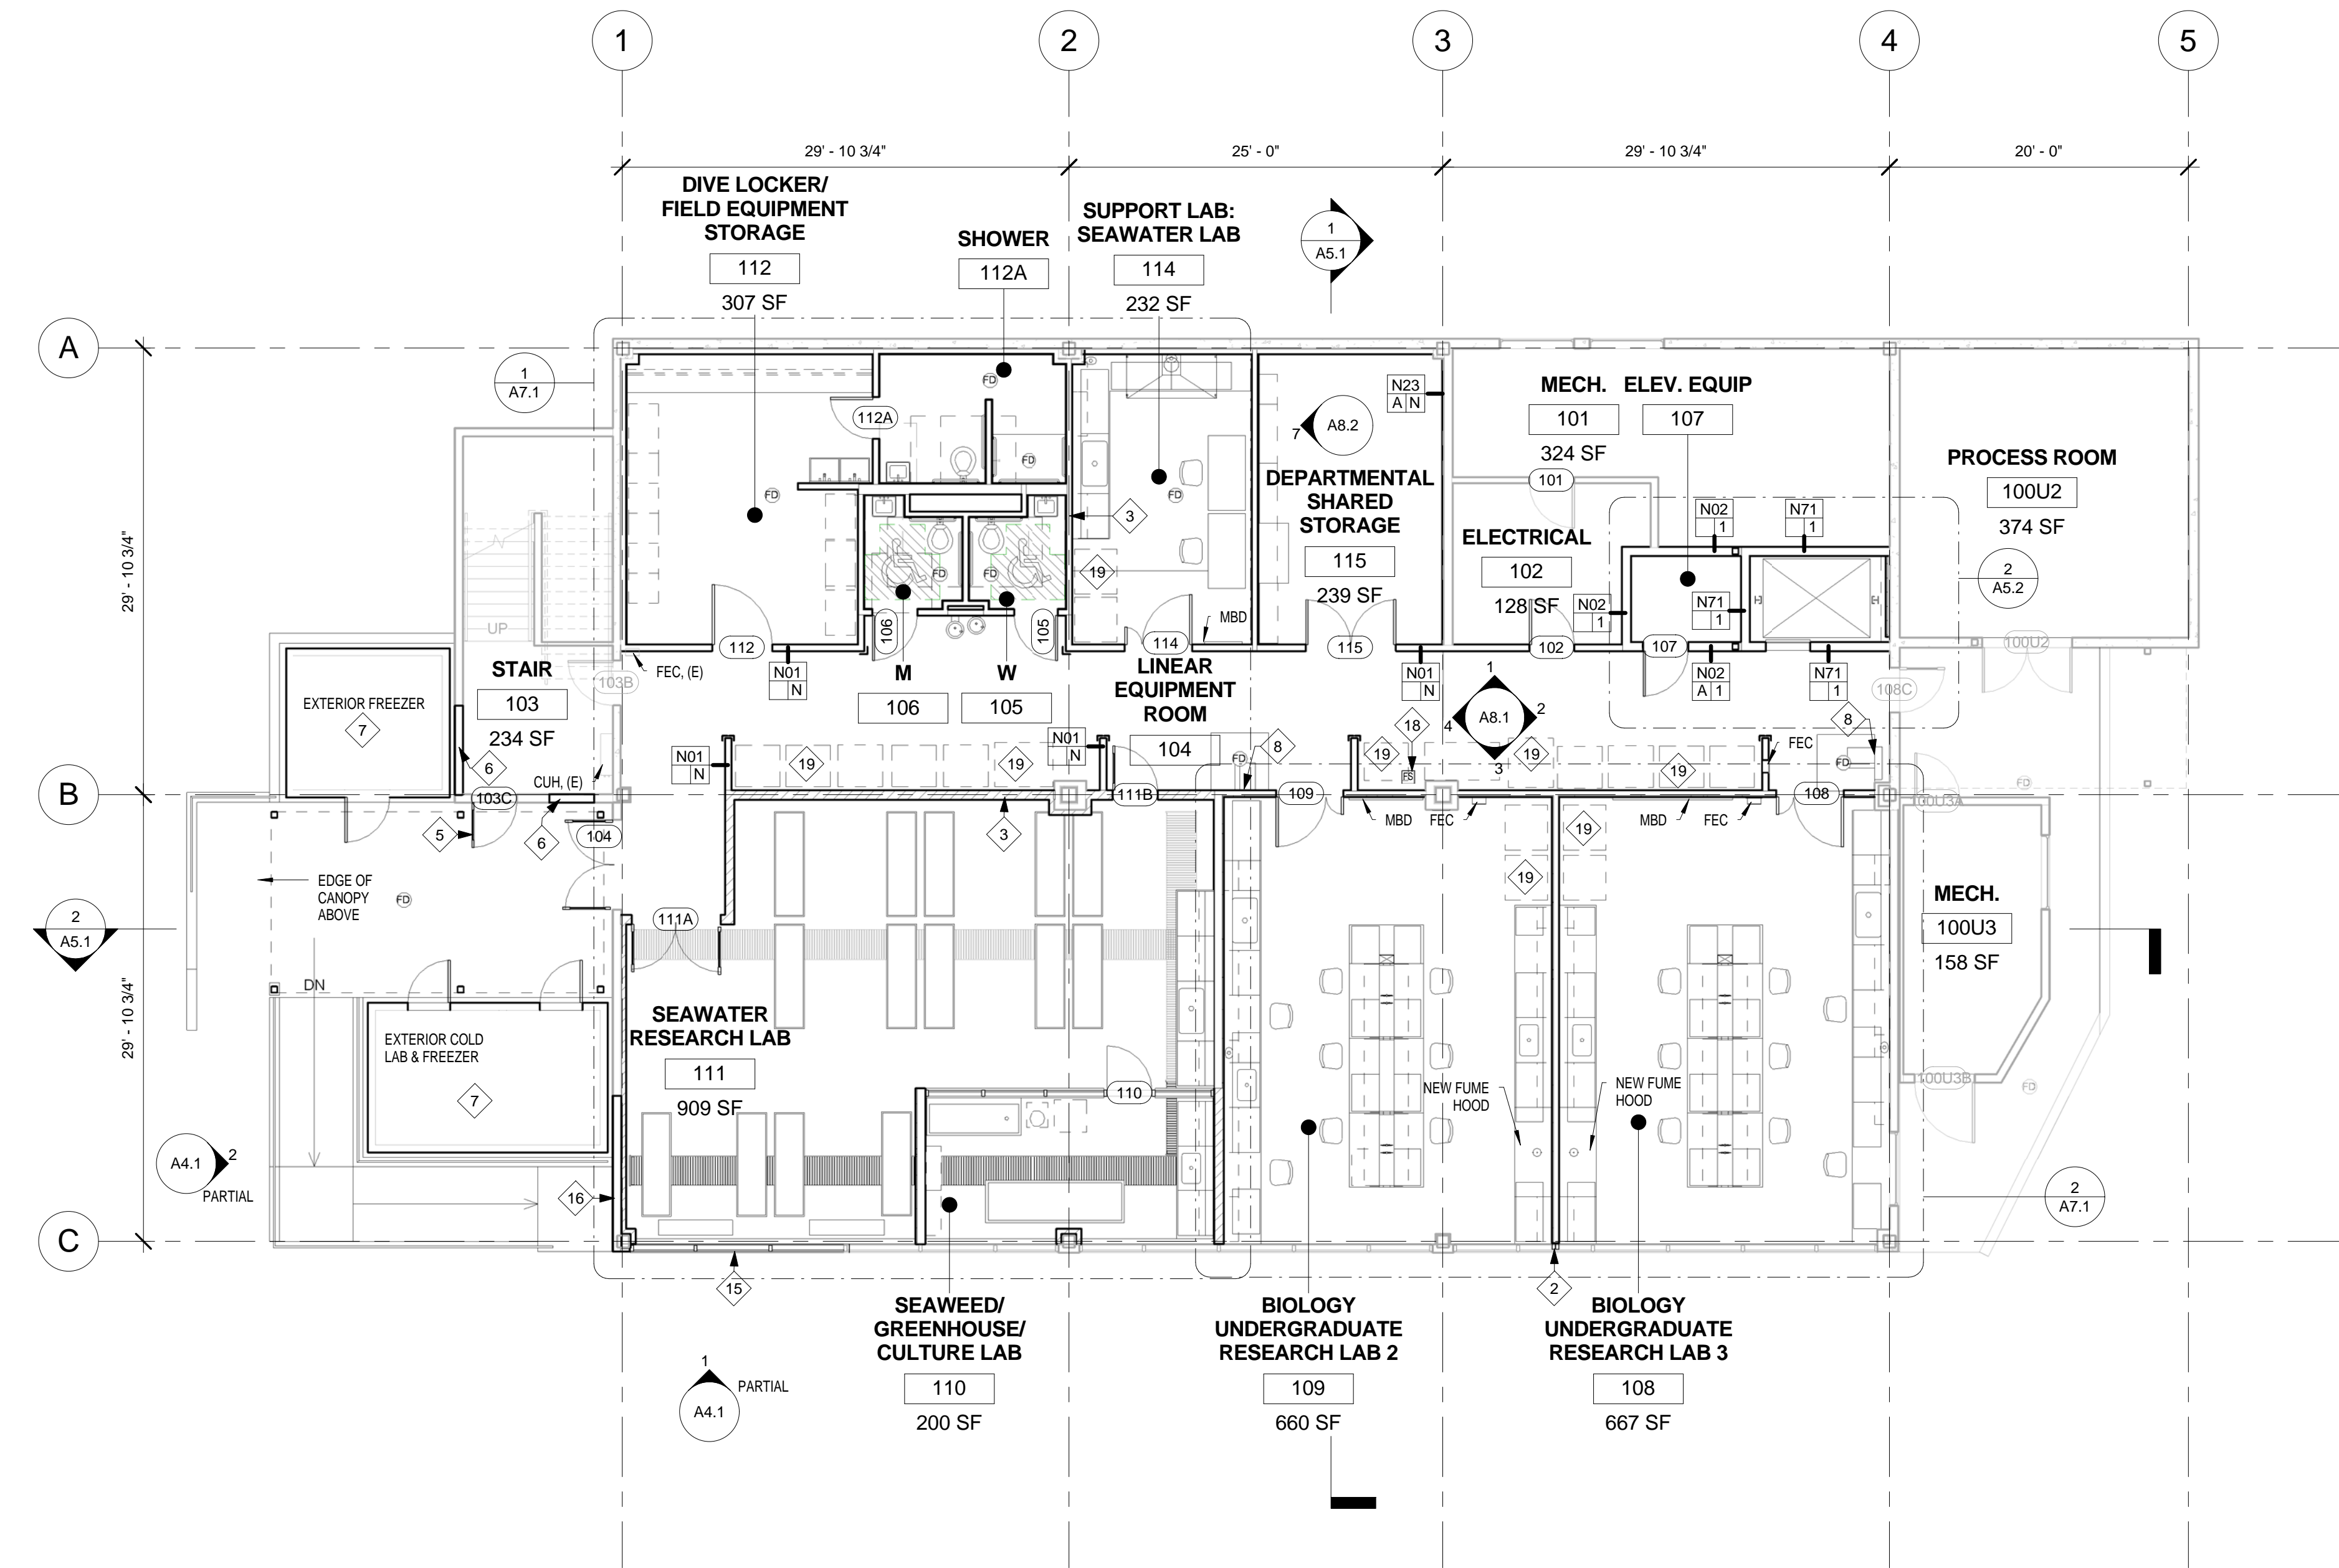 1
2
3
4
5
29' - 10 3/4"
25' - 0"
29' - 10 3/4"
20' - 0"
DIVE LOCKER/
FIELD EQUIPMENT
STORAGE
112
307 SF
SHOWER
112A
SUPPORT LAB:
SEAWATER LAB
114
232 SF
1
A5.1
A
1
A7.1
FD
112A
FD
FD
FD
3
19
FD
FD
FD
N23
A N
7
A8.2
DEPARTMENTAL
SHARED
STORAGE
115
239 SF
MECH.
101
324 SF
ELEV. EQUIP
107
101
ELECTRICAL
102
128 SF
N02
1
N71
1
N02
1
N71
1
PROCESS ROOM
100U2
374 SF
2
A5.2
29' - 10 3/4"
UP
STAIR
103
234 SF
103B
FEC, (E)
112
N01
N
106
105
M
106
W
105
114
MBD
LINEAR
EQUIPMENT
ROOM
104
115
N01
N
102
107
N02
A 1
N71
1
100U2
108C
EXTERIOR FREEZER
7
6
CUH, (E)
N01
N
19
19
N01
N
FD
8
19
18
FS
4
1
A8.1
2
3
19
19
FEC
8
FD
FD
B
103C
5
6
104
111B
109
108
100U3A
3
MBD
FEC
MBD
FEC
19
19
EDGE OF
CANOPY
ABOVE
FD
111A
2
A5.1
MECH.
100U3
158 SF
29' - 10 3/4"
DN
EXTERIOR COLD
LAB & FREEZER
7
SEAWATER
RESEARCH LAB
111
909 SF
110
NEW FUME
HOOD
NEW FUME
HOOD
100U3B
FD
A4.1
2
PARTIAL
16
2
A7.1
C
15
2
SEAWEED/
GREENHOUSE/
CULTURE LAB
110
200 SF
BIOLOGY
UNDERGRADUATE
RESEARCH LAB 2
109
660 SF
BIOLOGY
UNDERGRADUATE
RESEARCH LAB 3
108
667 SF
1
A4.1
PARTIAL